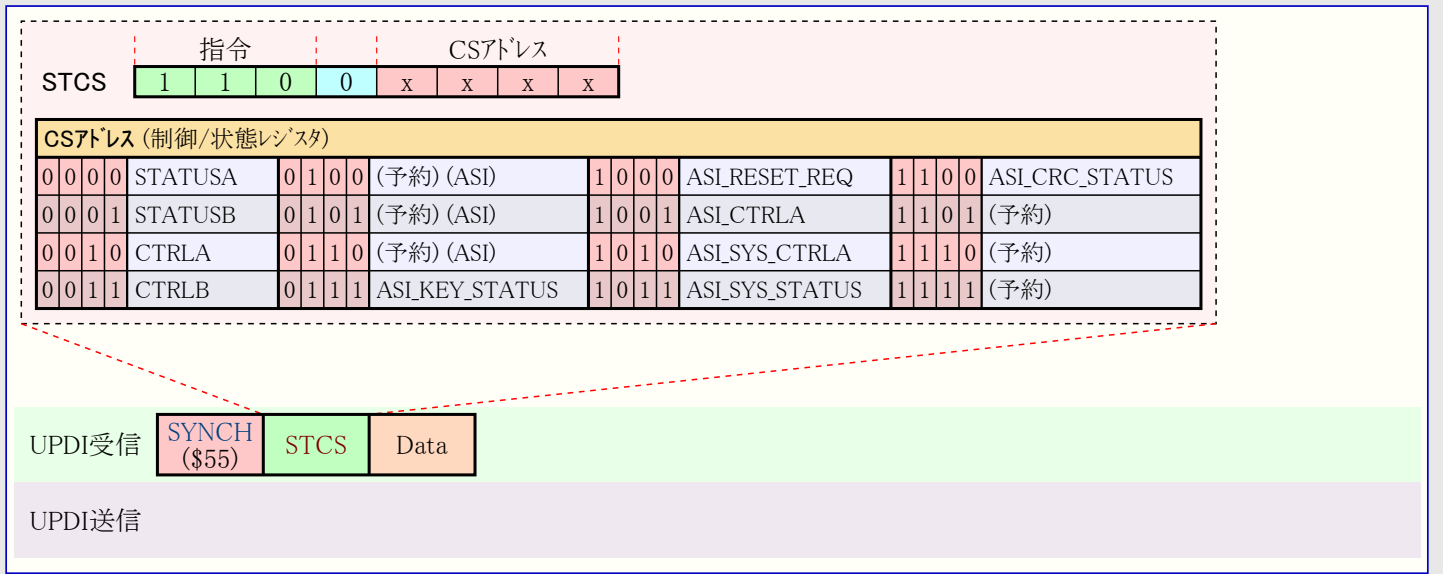 指令 CSアドレス
STCS 1 1 0 0 x x x x
CSアドレス (制御/状態レジスタ)
0 0 0 0 STATUSA 0 1 0 0 (予約) (ASI) 1 0 0 0 ASI_RESET_REQ 1 1 0 0 ASI_CRC_STATUS
0 0 0 1 STATUSB 0 1 0 1 (予約) (ASI) 1 0 0 1 ASI_CTRLA 1 1 0 1 (予約)
0 0 1 0 CTRLA 0 1 1 0 (予約) (ASI) 1 0 1 0 ASI_SYS_CTRLA 1 1 1 0 (予約)
0 0 1 1 CTRLB 0 1 1 1 ASI_KEY_STATUS 1 0 1 1 ASI_SYS_STATUS 1 1 1 1 (予約)
UPDI受信 SYNCH STCS Data
($55)
UPDI送信